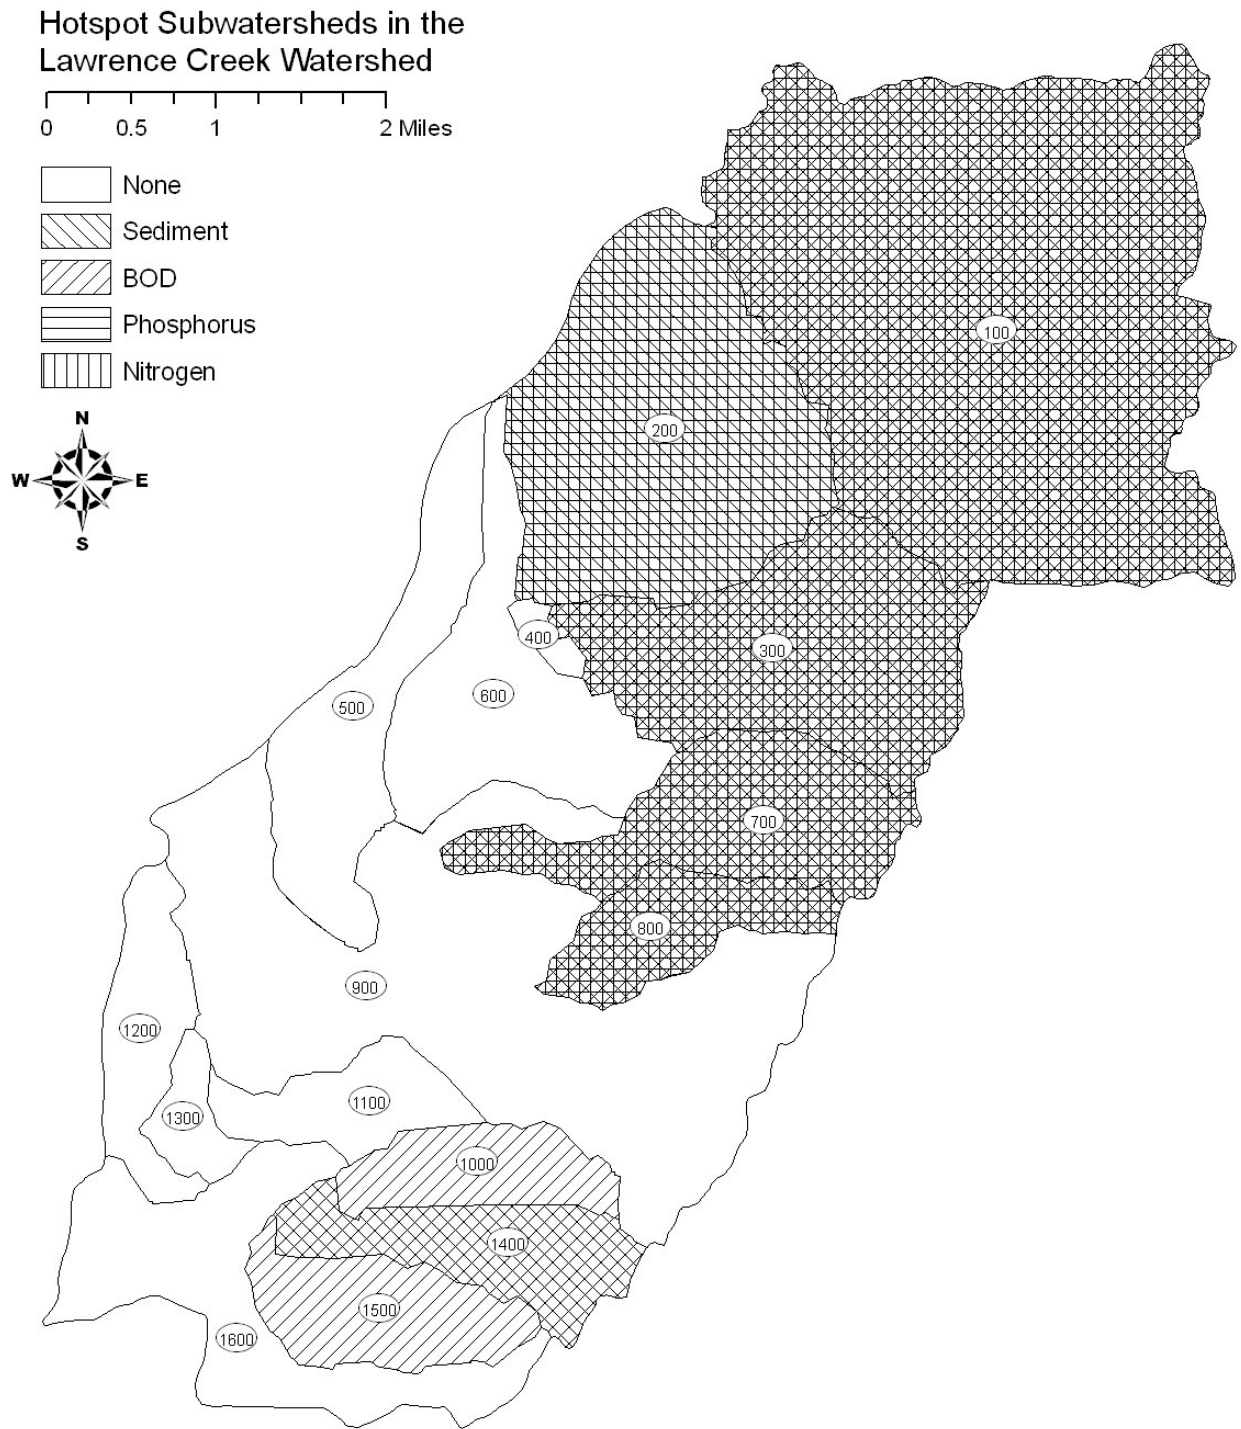 Hotspot Subwatersheds in the
Lawrence Creek Watershed
0 0.5 1 2 Miles
None
Sediment
BOD
Phosphorus
Nitrogen
N
W E
S
100
200
300
400
600
500
700
800
900
1200
1100
1300
1000
1400
1500
1600